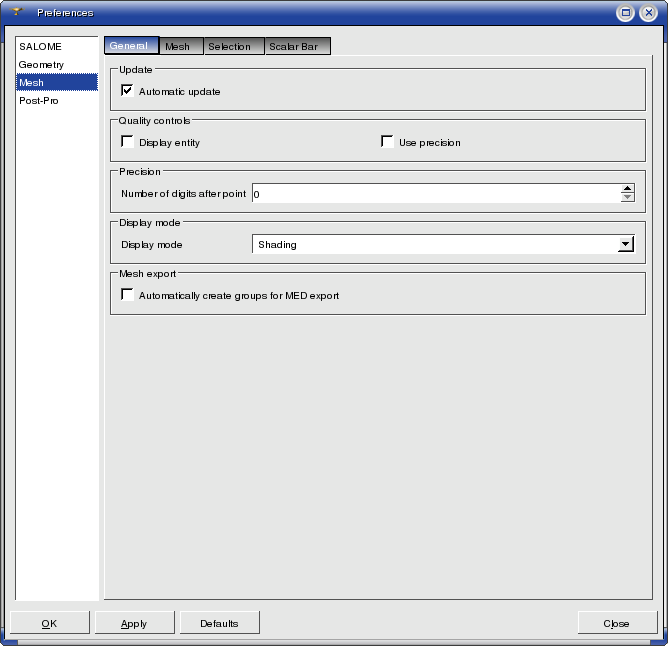 Preferences
SALOME
Geometry
Mesh
Post-Pro
General Mesh Selection Scalar Bar
Update
Automatic update
Quality controls
Display entity Use precision
Precision
Number of digits after point 0
Display mode
Display mode Shading
Mesh export
Automatically create groups for MED export
OK Apply Defaults Close